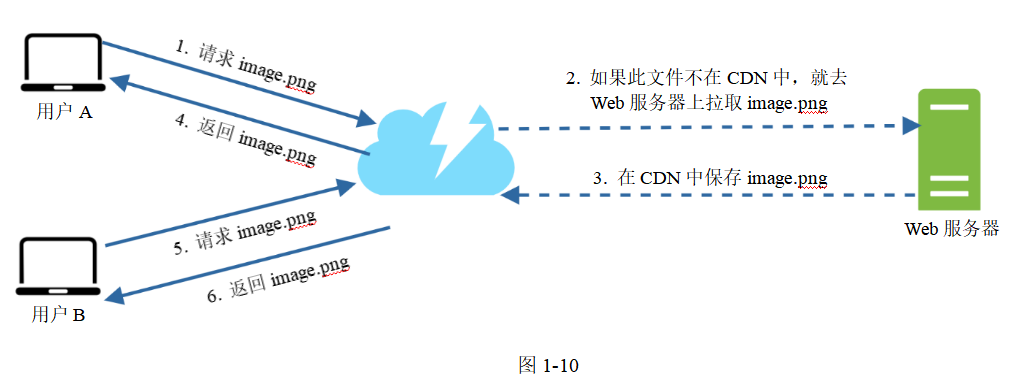 1. 请求 image.png
用户 A
2. 如果此文件不在 CDN 中，就去
Web 服务器上拉取 image.png
4. 返回 image.png
3. 在 CDN 中保存 image.png
Web 服务器
5. 请求 image.png
6. 返回 image.png
用户 B
图 1-10